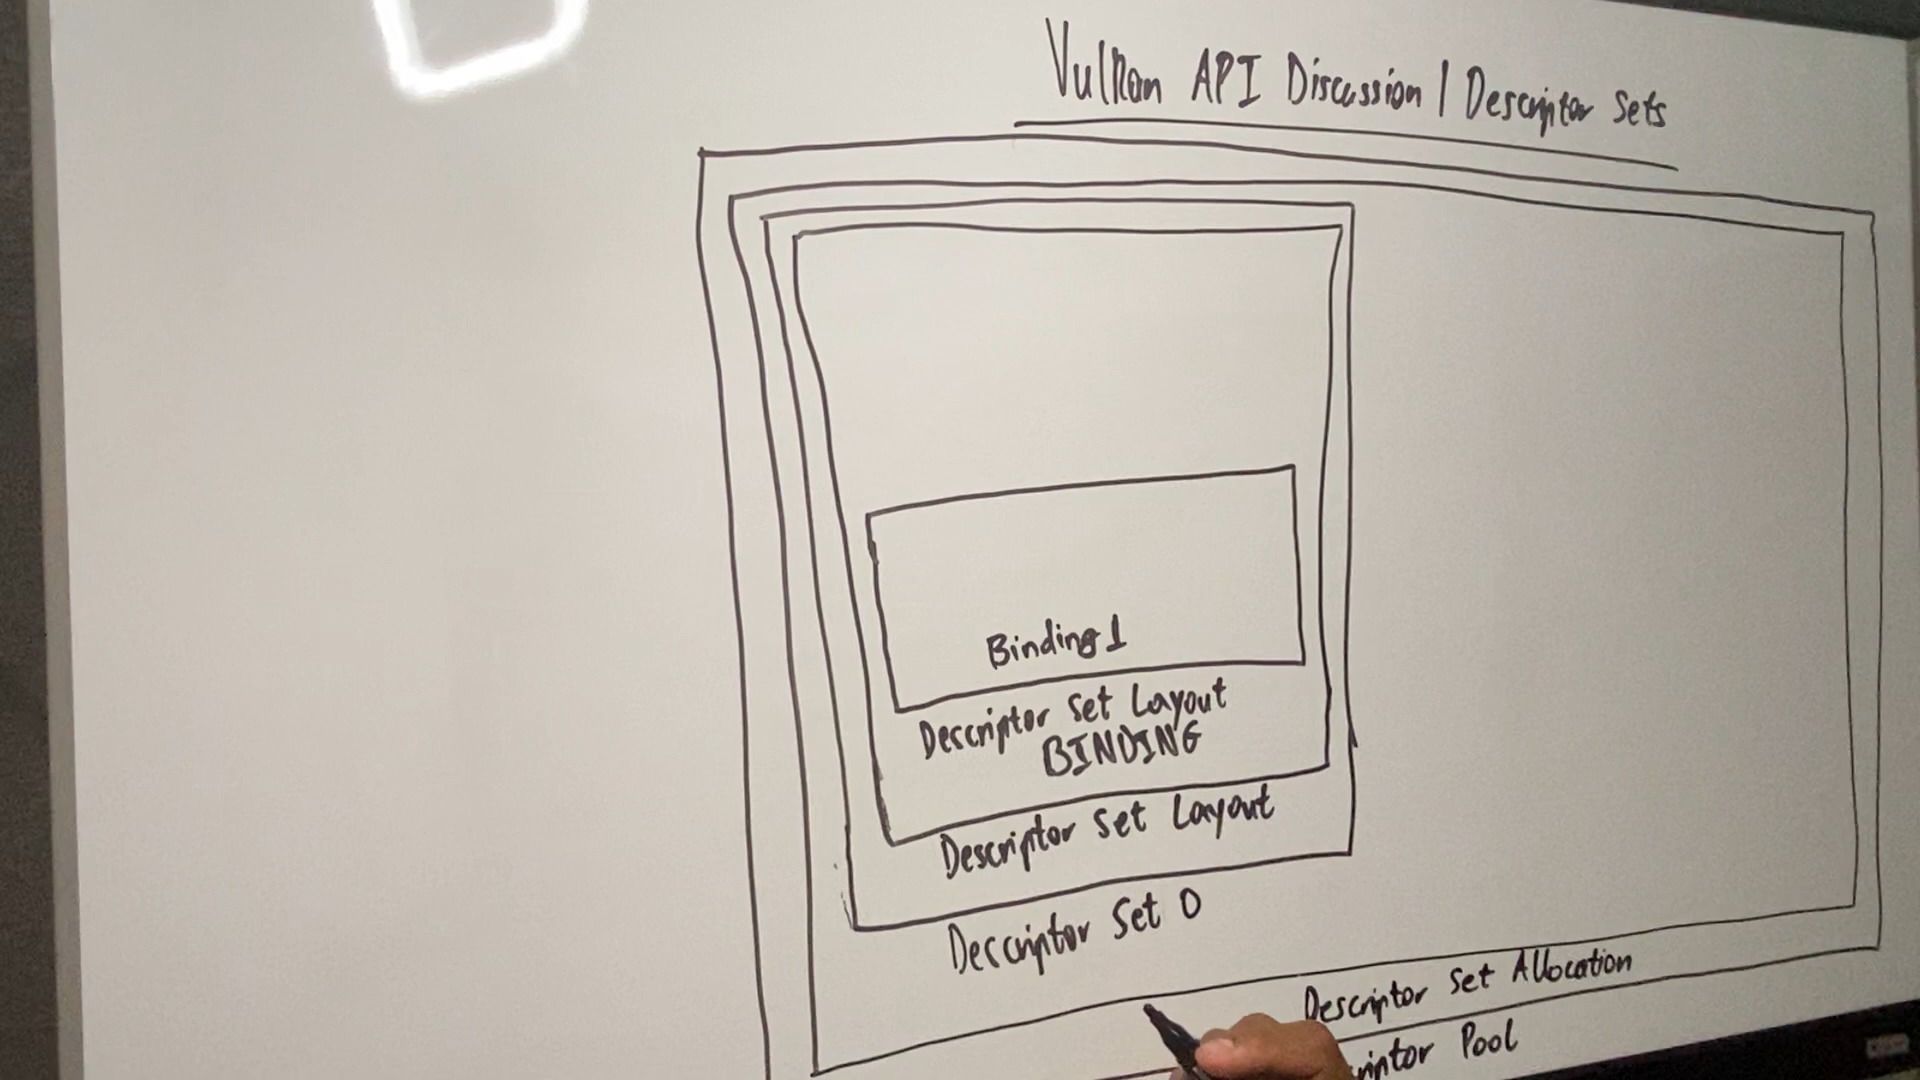 Vulkan API Discussion | Descriptor Sets
Binding 1
Descriptor Set Layout
BINDING
Descriptor Set Layout
Descriptor Set 0
Descriptor Set Allocation
riptor Pool